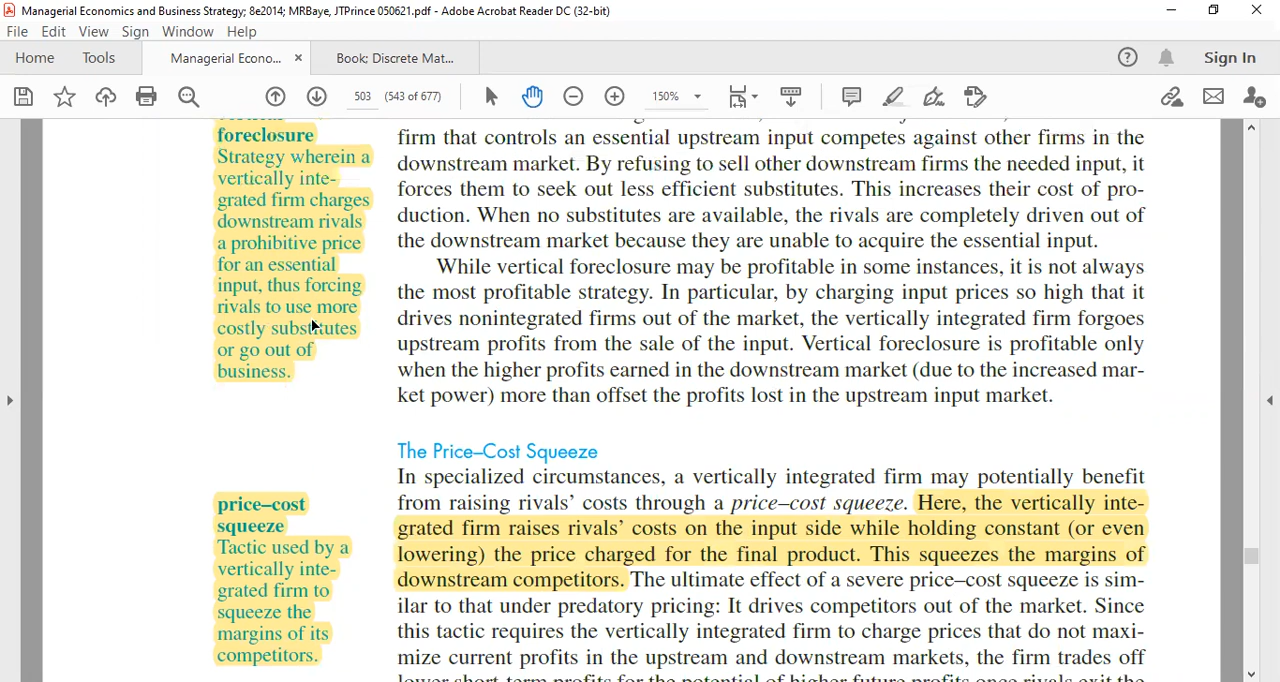 Managerial Economics and Business Strategy; 8e2014; MRBaye, JTPrince 050621.pdf - Adobe Acrobat Reader DC (32-bit)
File Edit View Sign Window Help
Home Tools Managerial Econo... × Book; Discrete Mat... Sign In
503 (543 of 677) 150%
foreclosure
Strategy wherein a
vertically inte-
grated firm charges
downstream rivals
a prohibitive price
for an essential
input, thus forcing
rivals to use more
costly substitutes
or go out of
business.
firm that controls an essential upstream input competes against other firms in the
downstream market. By refusing to sell other downstream firms the needed input, it
forces them to seek out less efficient substitutes. This increases their cost of pro-
duction. When no substitutes are available, the rivals are completely driven out of
the downstream market because they are unable to acquire the essential input.
While vertical foreclosure may be profitable in some instances, it is not always
the most profitable strategy. In particular, by charging input prices so high that it
drives nonintegrated firms out of the market, the vertically integrated firm forgoes
upstream profits from the sale of the input. Vertical foreclosure is profitable only
when the higher profits earned in the downstream market (due to the increased mar-
ket power) more than offset the profits lost in the upstream input market.
The Price–Cost Squeeze
price–cost
squeeze
Tactic used by a
vertically inte-
grated firm to
squeeze the
margins of its
competitors.
In specialized circumstances, a vertically integrated firm may potentially benefit
from raising rivals' costs through a price–cost squeeze. Here, the vertically inte-
grated firm raises rivals' costs on the input side while holding constant (or even
lowering) the price charged for the final product. This squeezes the margins of
downstream competitors. The ultimate effect of a severe price–cost squeeze is sim-
ilar to that under predatory pricing: It drives competitors out of the market. Since
this tactic requires the vertically integrated firm to charge prices that do not maxi-
mize current profits in the upstream and downstream markets, the firm trades off
lower short-term profits for the potential of higher future profits once rivals exit the